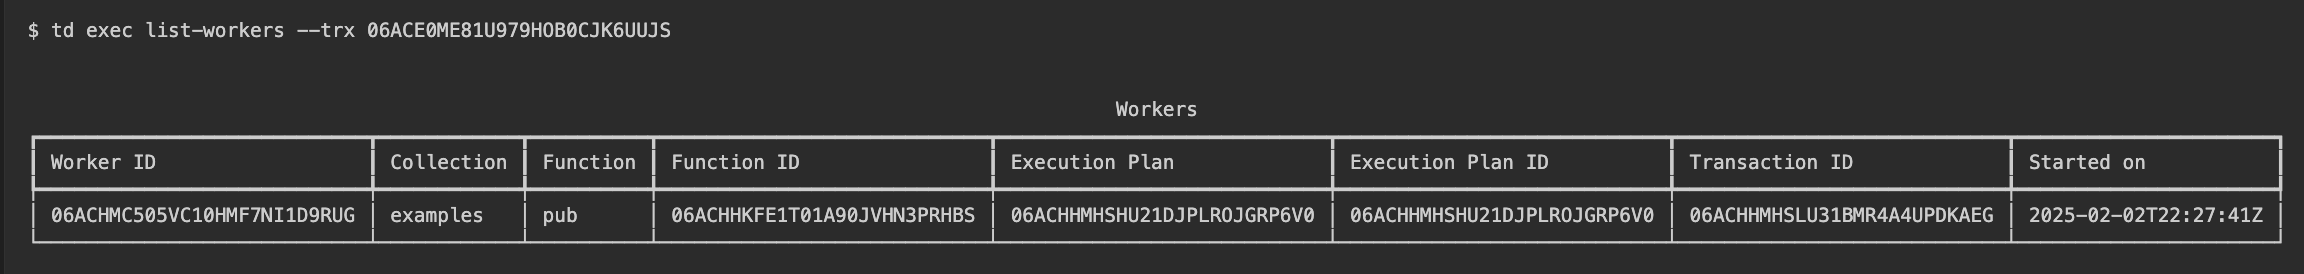 $ td exec list-workers --trx 06ACE0ME81U979HOB0CJK6UUJS
Workers
Worker ID Collection Function Function ID Execution Plan Execution Plan ID Transaction ID Started on
06ACHMC505VC10HMF7NI1D9RUG examples pub 06ACHHKFE1T01A90JVHN3PRHBS 06ACHHMHSHU21DJPLROJGRP6V0 06ACHHMHSHU21DJPLROJGRP6V0 06ACHHMHSLU31BMR4A4UPDKAEG 2025-02-02T22:27:41Z